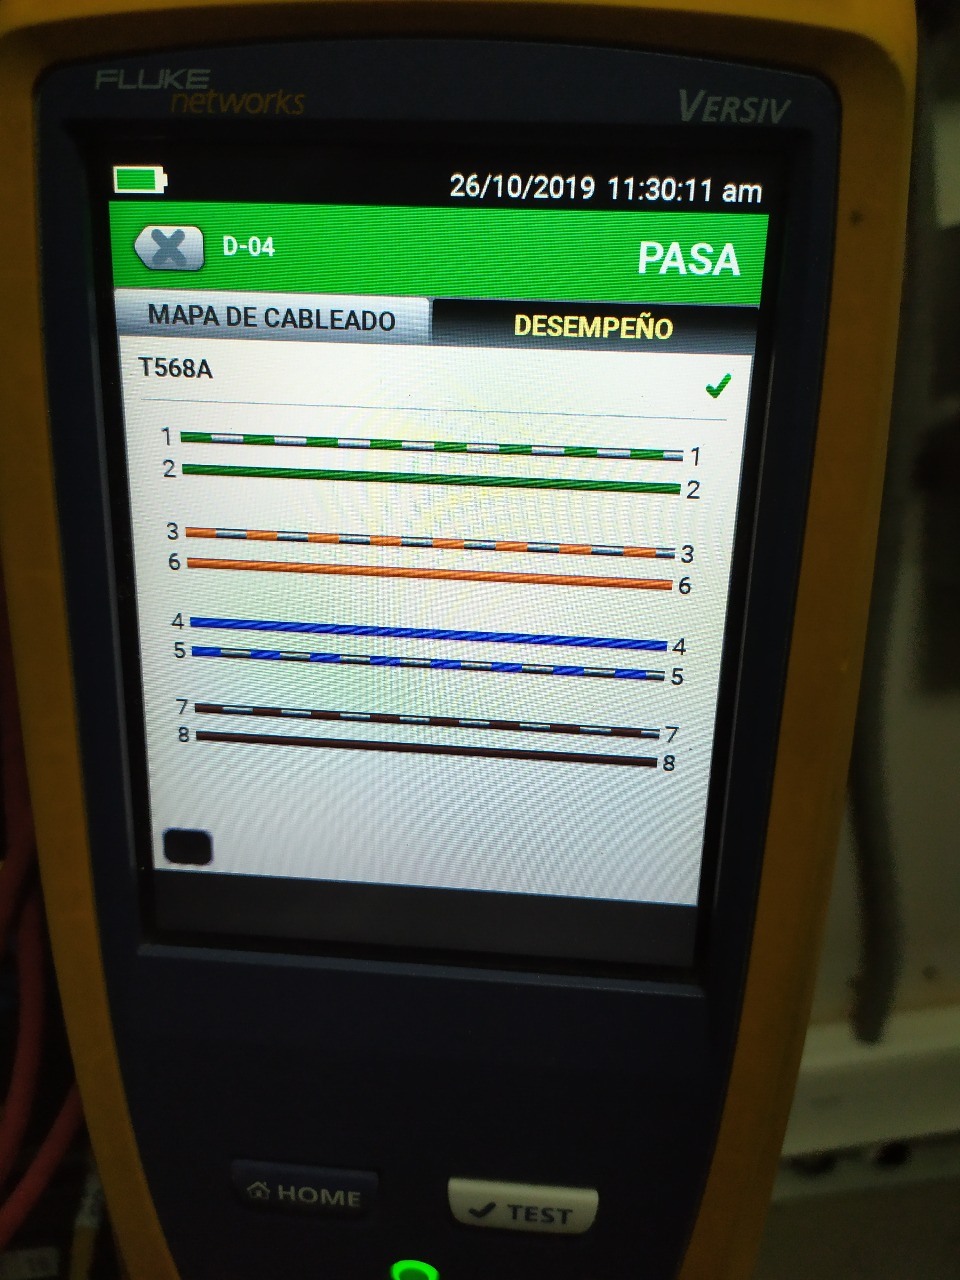 FLUKE
networks
VERSIV
26/10/2019 11:30:11 am
D-04
PASA
MAPA DE CABLEADO
DESEMPEÑO
T568A
1 1
2 2
3 3
6 6
4 4
5 5
7 7
8 8
HOME
TEST